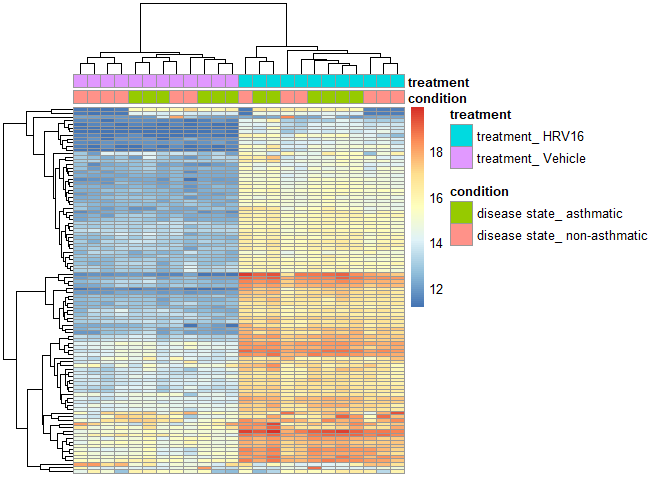 treatment
condition
treatment
treatment_ HRV16
treatment_ Vehicle
condition
disease state_ asthmatic
disease state_ non-asthmatic
18
16
14
12